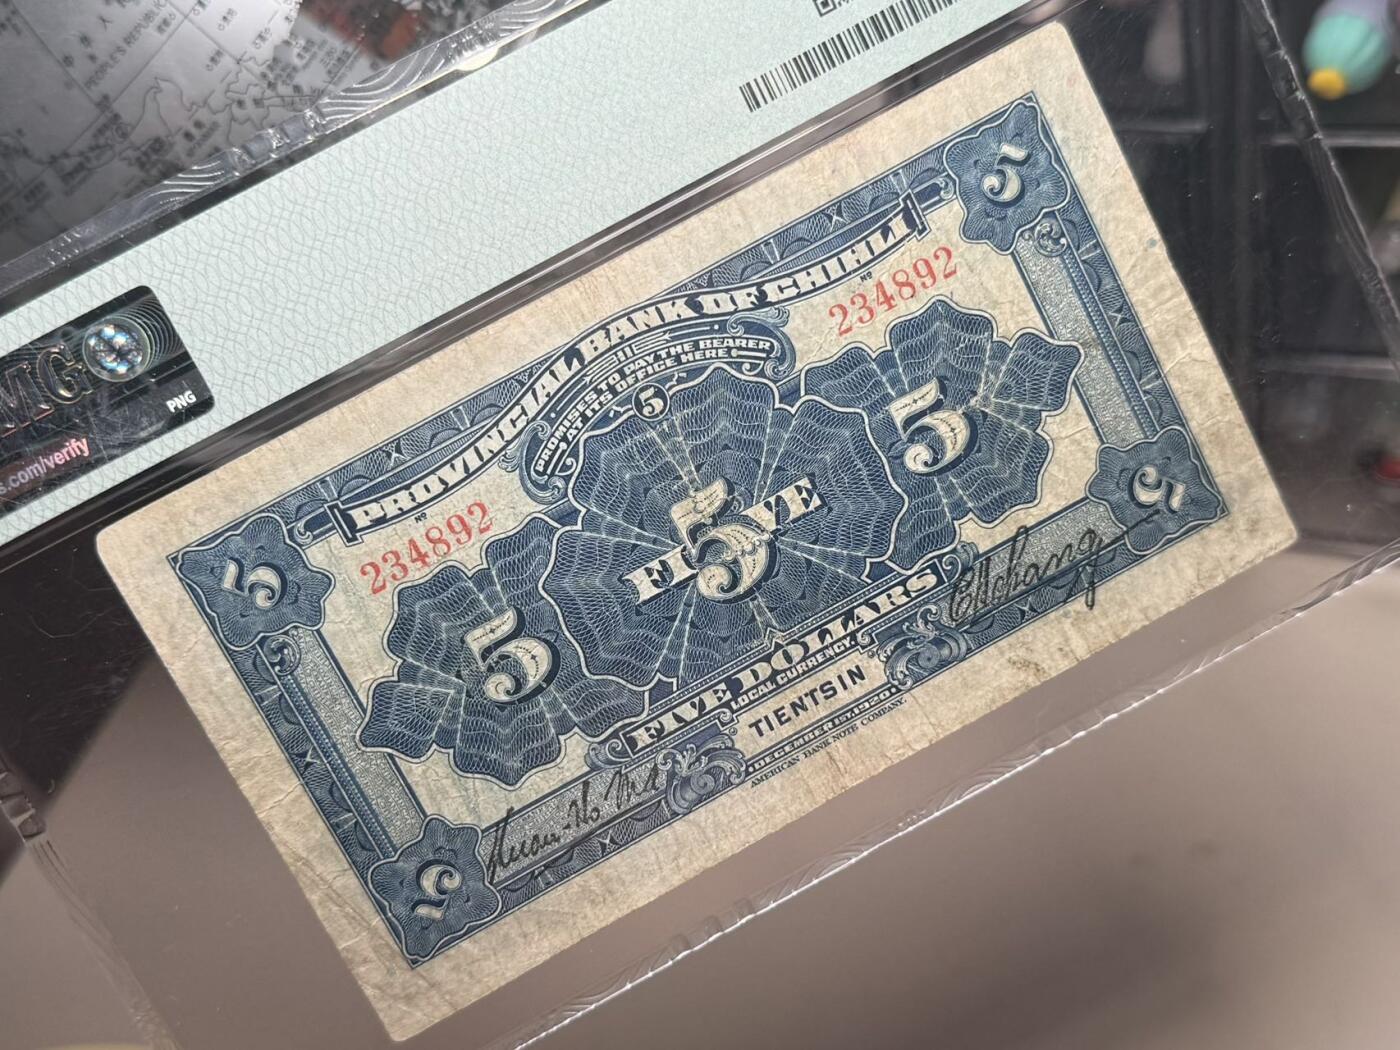 PMG
PNG
s.com/verify
PROVINCIAL BANK OF CHIHLI
PROMISES TO PAY THE BEARER
AT ITS OFFICE HERE
5
5
5
Nº
234892
Nº
234892
5
5
5
FIVE
FIVE DOLLARS
LOCAL CURRENCY.
TIENTSIN
DECEMBER 1ST, 1920.
AMERICAN BANK NOTE COMPANY.
5
5